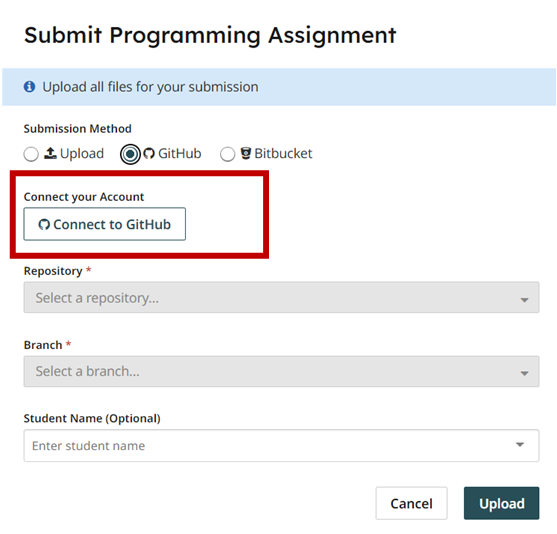 Submit Programming Assignment
Upload all files for your submission
Submission Method
Upload GitHub Bitbucket
Connect your Account
Connect to GitHub
Repository *
Select a repository...
Branch *
Select a branch...
Student Name (Optional)
Enter student name
Cancel Upload